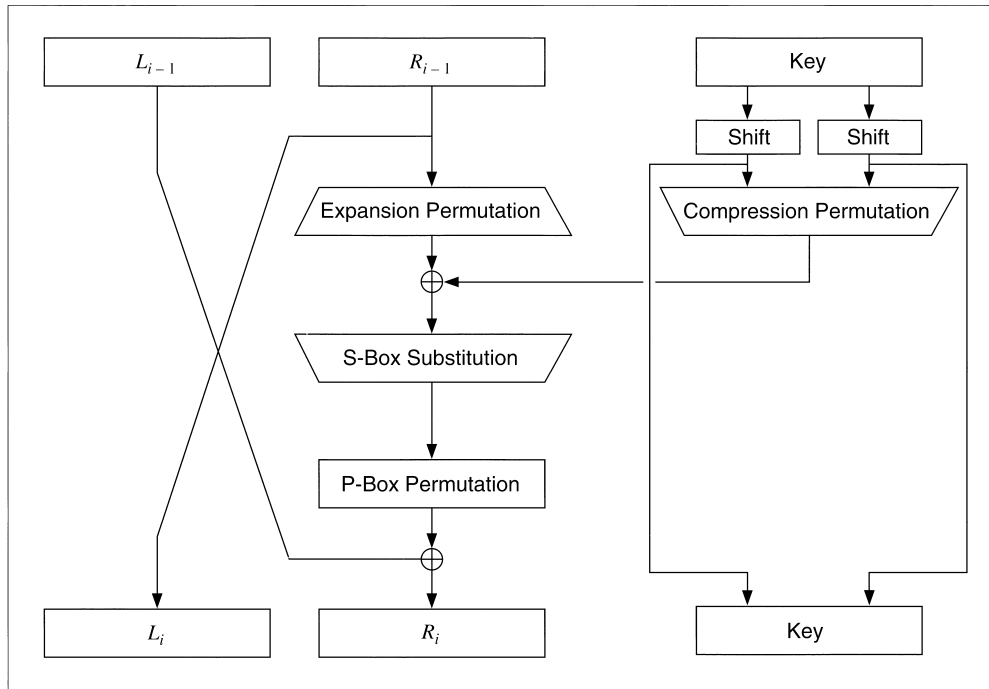 L_{i-1}
R_{i-1}
Key
Shift
Shift
Expansion Permutation
Compression Permutation
S-Box Substitution
P-Box Permutation
L_i
R_i
Key